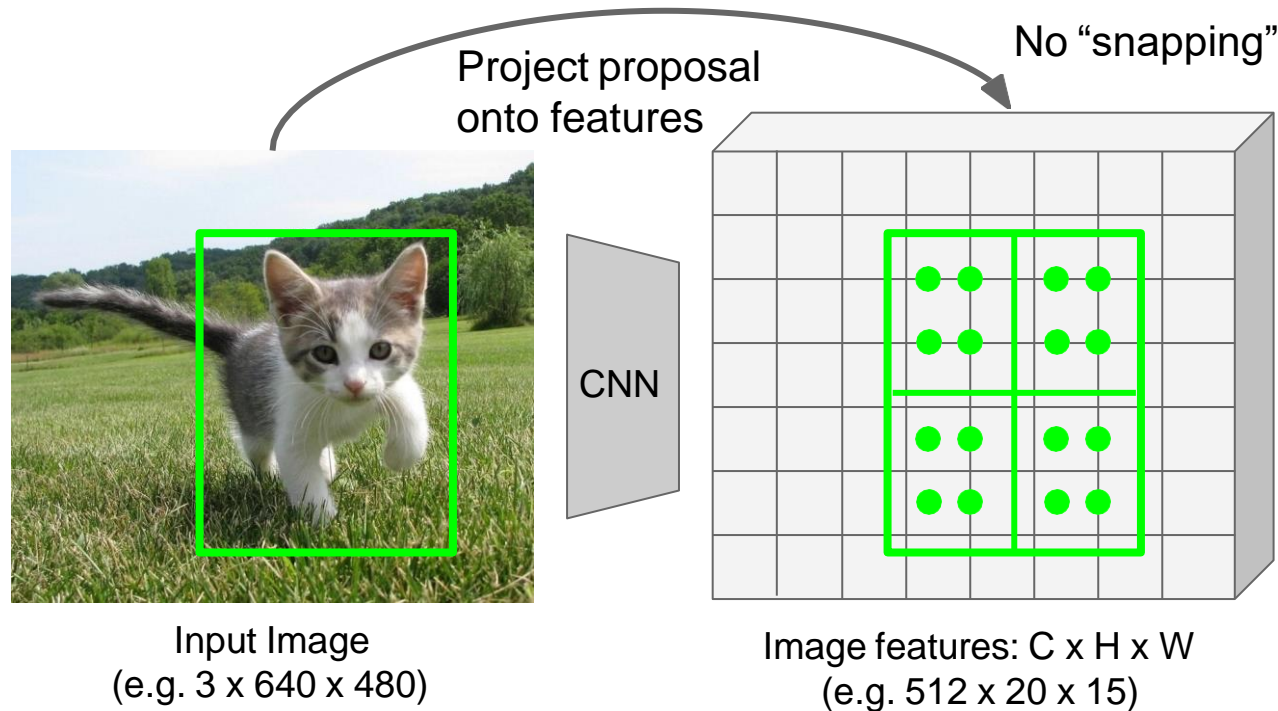 No “snapping”
Project proposal
onto features
CNN
Input Image
(e.g. 3 x 640 x 480)
Image features: C x H x W
(e.g. 512 x 20 x 15)